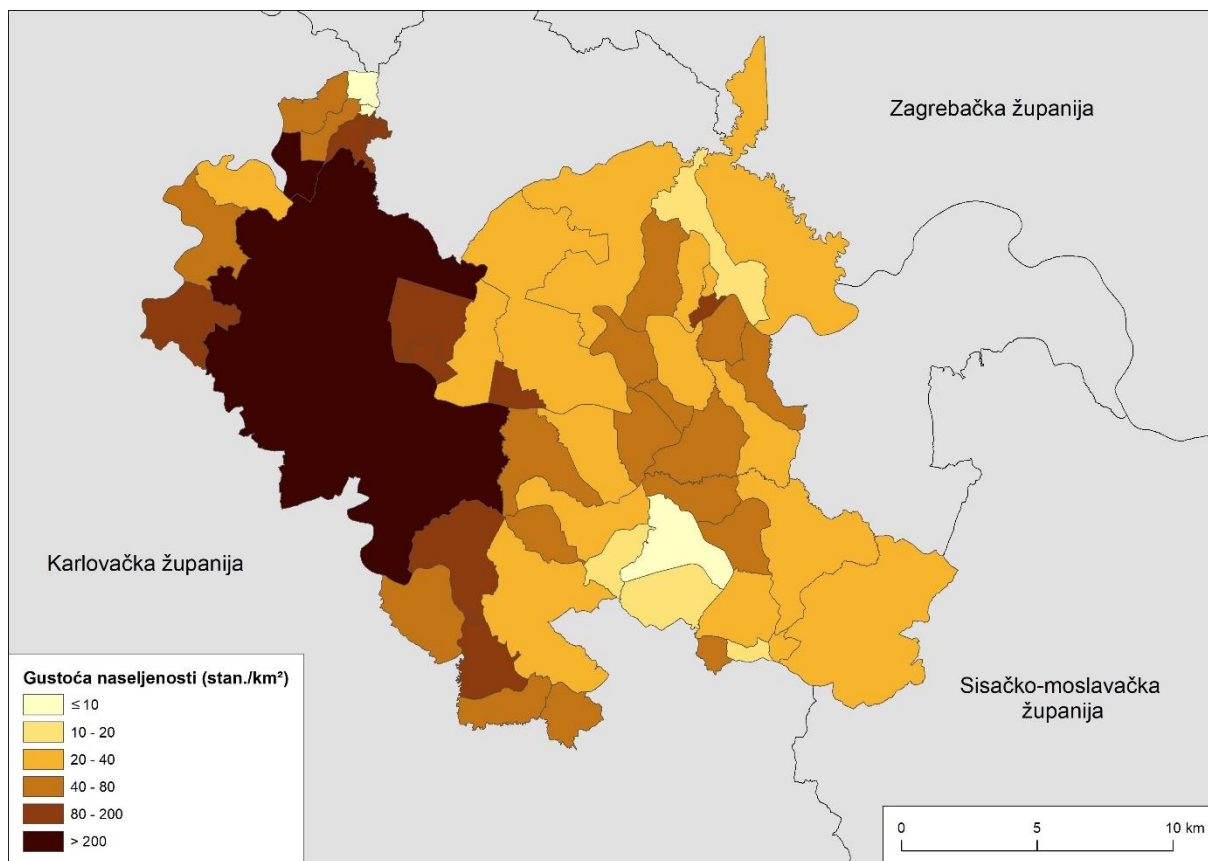 Zagrebačka županija
Karlovačka županija
Sisačko-moslavačka
županija
Gustoća naseljenosti (stan./km²)
≤ 10
10 - 20
20 - 40
40 - 80
80 - 200
> 200
0 5 10 km